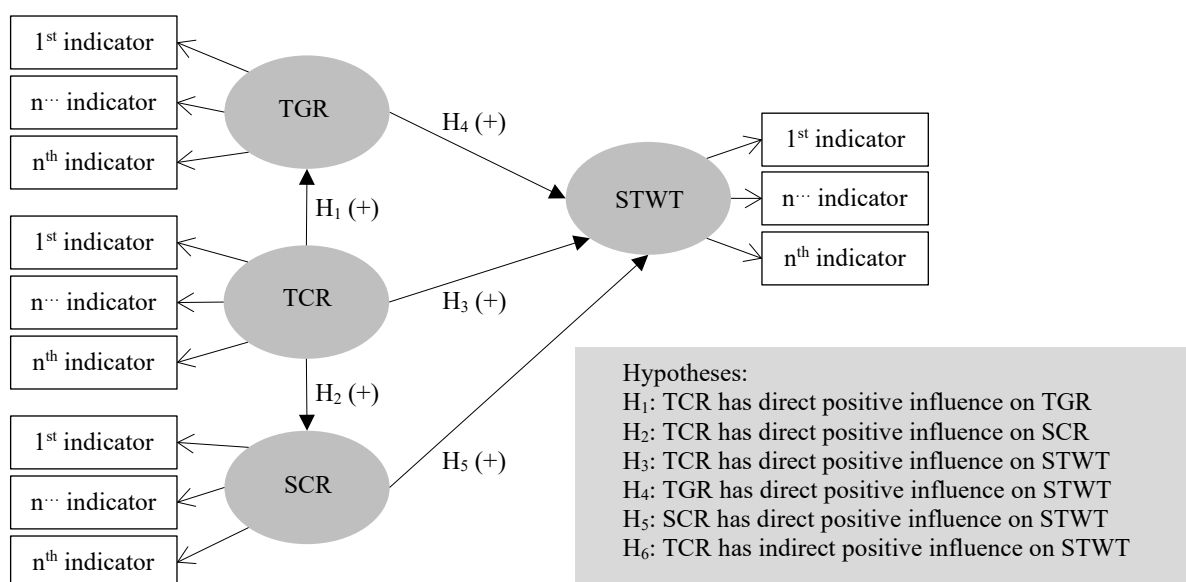 1st indicator
n... indicator
nth indicator
TGR
H4 (+)
H1 (+)
1st indicator
n... indicator
nth indicator
STWT
1st indicator
n... indicator
nth indicator
TCR
H3 (+)
H2 (+)
1st indicator
n... indicator
nth indicator
SCR
H5 (+)
Hypotheses:
H1: TCR has direct positive influence on TGR
H2: TCR has direct positive influence on SCR
H3: TCR has direct positive influence on STWT
H4: TGR has direct positive influence on STWT
H5: SCR has direct positive influence on STWT
H6: TCR has indirect positive influence on STWT